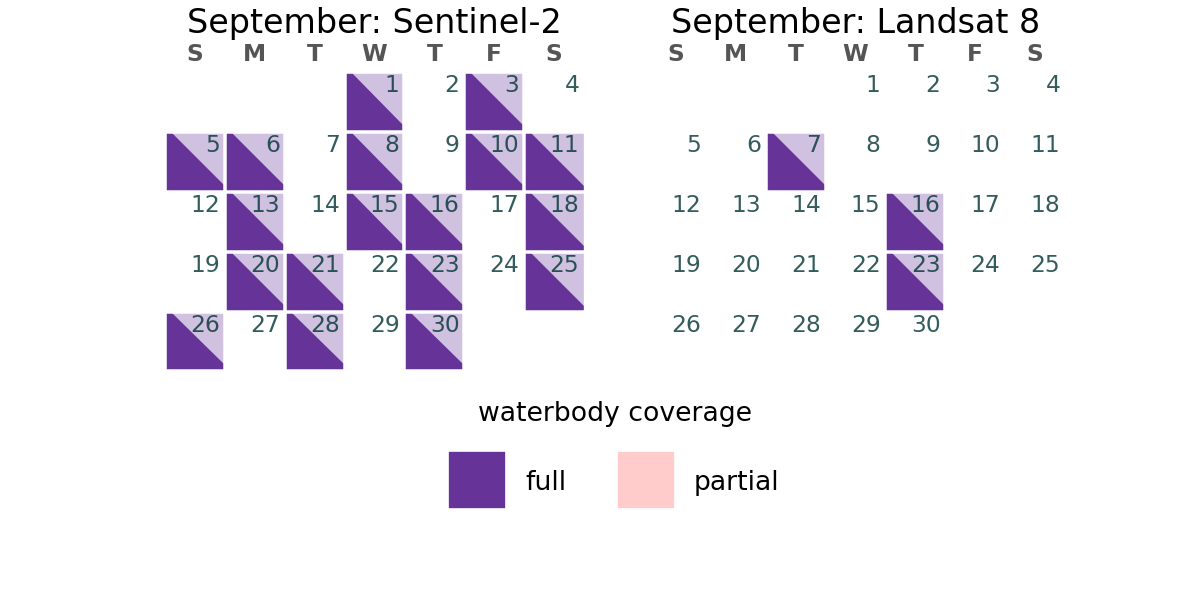 September: Sentinel-2
S M T W T F S
1 2 3 4
5 6 7 8 9 10 11
12 13 14 15 16 17 18
19 20 21 22 23 24 25
26 27 28 29 30
September: Landsat 8
S M T W T F S
1 2 3 4
5 6 7 8 9 10 11
12 13 14 15 16 17 18
19 20 21 22 23 24 25
26 27 28 29 30
waterbody coverage
full partial